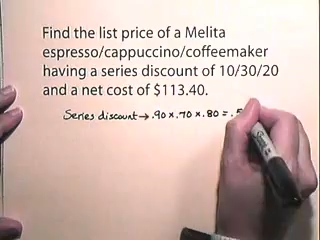 Find the list price of a Melita
espresso/cappuccino/coffeemaker
having a series discount of 10/30/20
and a net cost of $113.40.
Series discount → .90 x .70 x .80 = .5